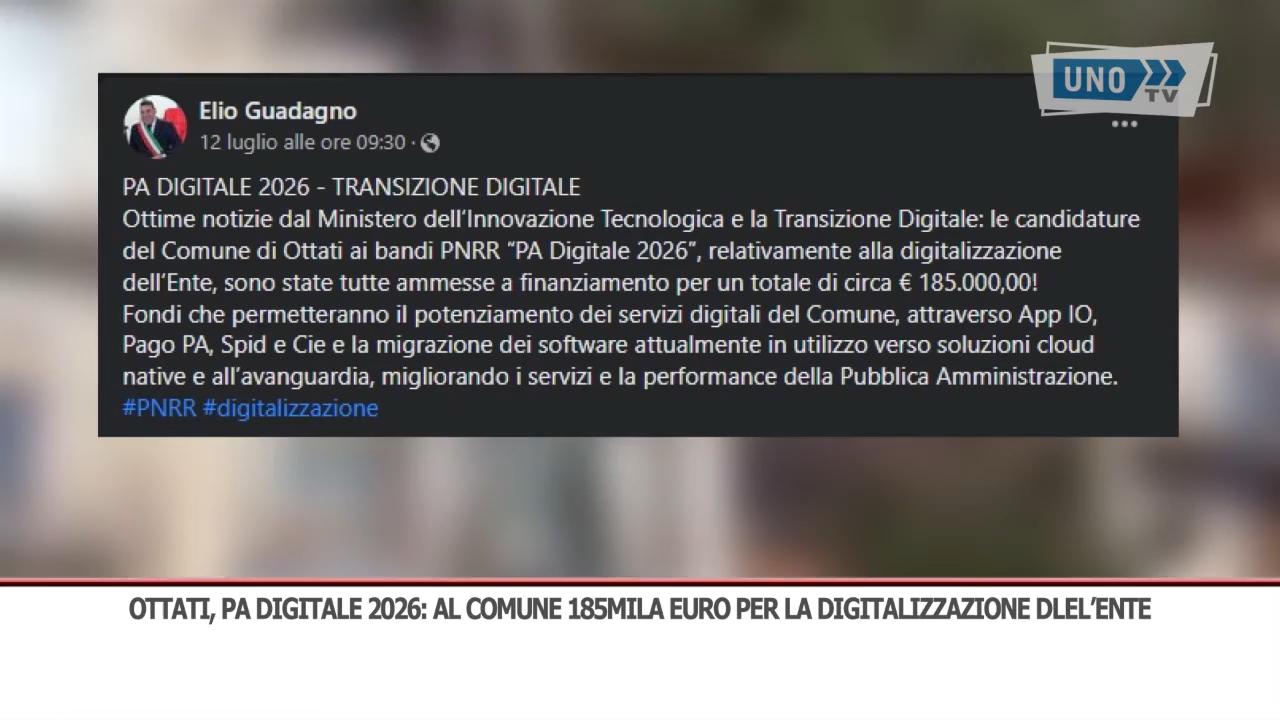 UNO
TV
Elio Guadagno
12 luglio alle ore 09:30 ·
PA DIGITALE 2026 - TRANSIZIONE DIGITALE
Ottime notizie dal Ministero dell'Innovazione Tecnologica e la Transizione Digitale: le candidature
del Comune di Ottati ai bandi PNRR "PA Digitale 2026", relativamente alla digitalizzazione
dell'Ente, sono state tutte ammesse a finanziamento per un totale di circa € 185.000,00!
Fondi che permetteranno il potenziamento dei servizi digitali del Comune, attraverso App IO,
Pago PA, Spid e Cie e la migrazione dei software attualmente in utilizzo verso soluzioni cloud
native e all'avanguardia, migliorando i servizi e la performance della Pubblica Amministrazione.
#PNRR #digitalizzazione
OTTATI, PA DIGITALE 2026: AL COMUNE 185MILA EURO PER LA DIGITALIZZAZIONE DLEL'ENTE